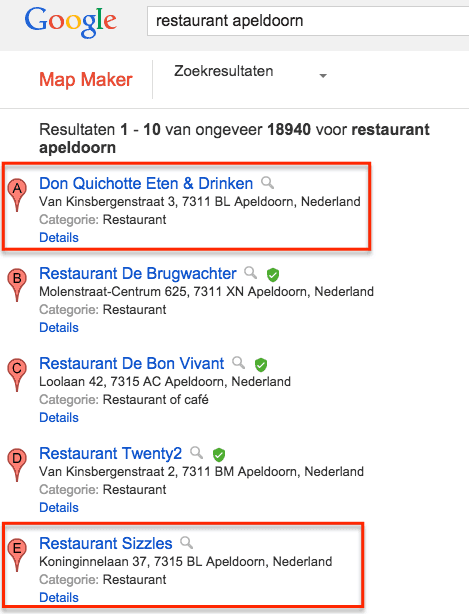 Google
restaurant apeldoorn
Map Maker
Zoekresultaten
Resultaten 1 - 10 van ongeveer 18940 voor restaurant
apeldoorn
A
Don Quichotte Eten & Drinken
Van Kinsbergenstraat 3, 7311 BL Apeldoorn, Nederland
Categorie: Restaurant
Details
B
Restaurant De Brugwachter
Molenstraat-Centrum 625, 7311 XN Apeldoorn, Nederland
Categorie: Restaurant
Details
C
Restaurant De Bon Vivant
Loolaan 42, 7315 AC Apeldoorn, Nederland
Categorie: Restaurant of café
Details
D
Restaurant Twenty2
Van Kinsbergenstraat 2, 7311 BM Apeldoorn, Nederland
Categorie: Restaurant
Details
E
Restaurant Sizzles
Koninginnelaan 37, 7315 BL Apeldoorn, Nederland
Categorie: Restaurant
Details